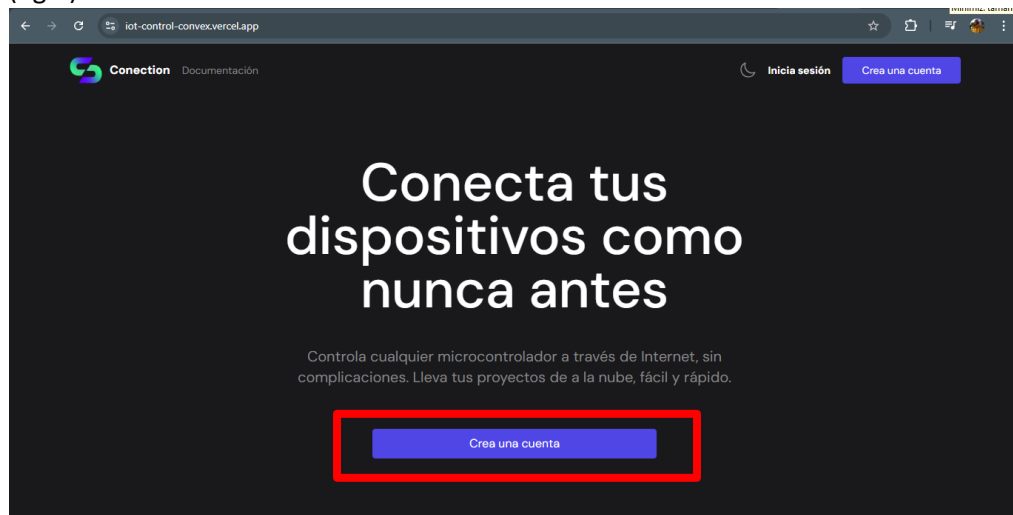 iot-control-convex.vercel.app
Conection Documentación Inicia sesión Crea una cuenta
Conecta tus
dispositivos como
nunca antes
Controla cualquier microcontrolador a través de Internet, sin
complicaciones. Lleva tus proyectos de a la nube, fácil y rápido.
Crea una cuenta